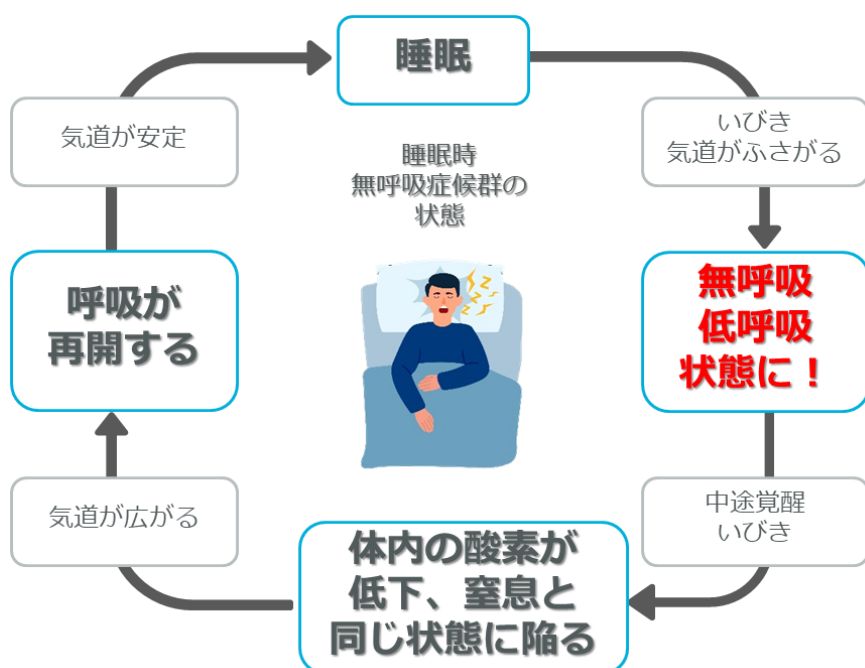 睡眠
いびき
気道がふさがる
無呼吸
低呼吸
状態に！
中途覚醒
いびき
体内の酸素が
低下、窒息と
同じ状態に陥る
気道が広がる
呼吸が
再開する
気道が安定
睡眠時
無呼吸症候群の
状態